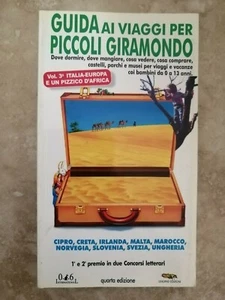 GUIDA AI VIAGGI PER
PICCOLI GIRAMONDO
Dove dormire, dove mangiare, cosa vedere, cosa comprare,
castelli, parchi e musei per viaggi e vacanze
coi bambini da 0 a 13 anni.
Vol. 3° ITALIA-EUROPA
E UN PIZZICO D'AFRICA
CIPRO, CRETA, IRLANDA, MALTA, MAROCCO,
NORVEGIA, SLOVENIA, SVEZIA, UNGHERIA
1° e 2° premio in due Concorsi letterari
quarta edizione